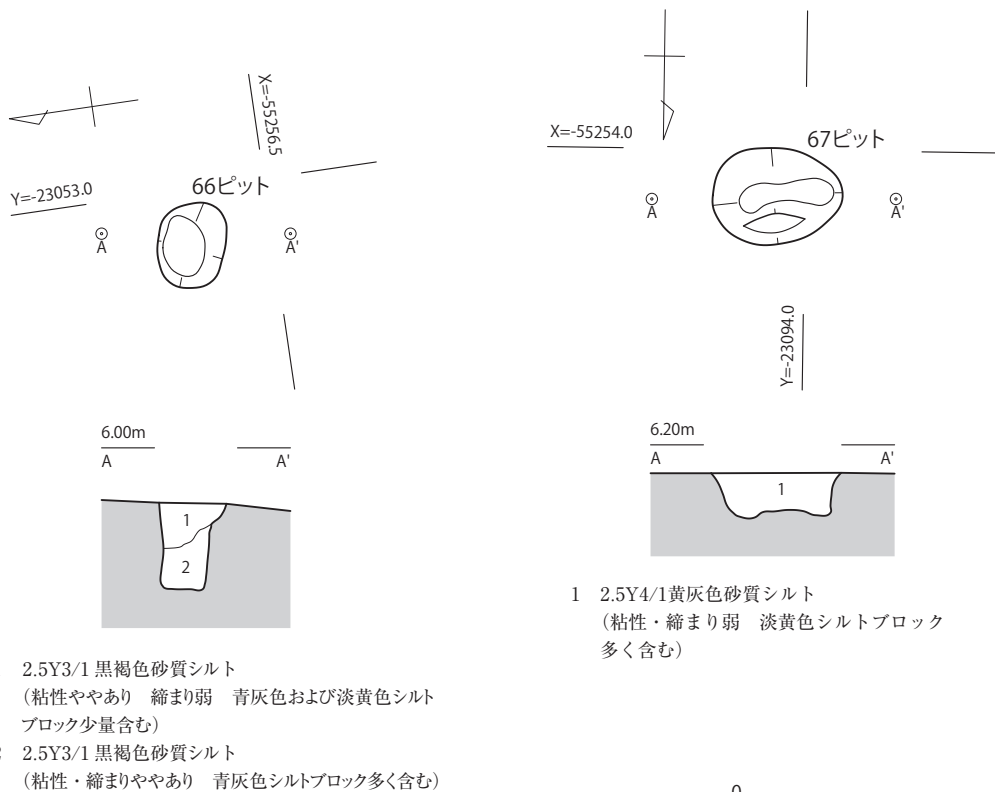 X=-55256.5
Y=-23053.0
66ピット
A
A'
6.00m
A
A'
1
2
2.5Y3/1 黒褐色砂質シルト
（粘性ややあり　締まり弱　青灰色および淡黄色シルト
ブロック少量含む）
2.5Y3/1 黒褐色砂質シルト
（粘性・締まりややあり　青灰色シルトブロック多く含む）
X=-55254.0
67ピット
A
A'
Y=-23094.0
6.20m
A
A'
1
1　2.5Y4/1黄灰色砂質シルト
（粘性・締まり弱　淡黄色シルトブロック
多く含む）
0